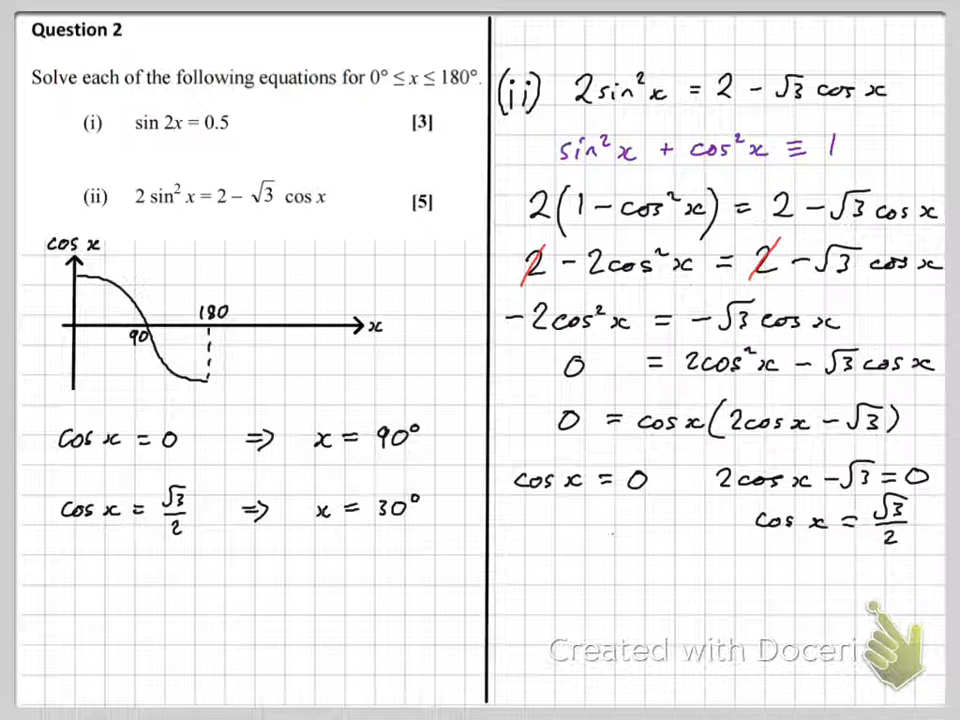 Question 2
Solve each of the following equations for 0° ≤ x ≤ 180°.
(i) sin 2x = 0.5 [3]
(ii) 2 sin² x = 2 – √3 cos x [5]
cos x
180
90
x
cos x = 0 => x = 90°
cos x = √3/2 => x = 30°
(ii) 2sin²x = 2 - √3 cos x
sin²x + cos²x ≡ 1
2(1 - cos²x) = 2 - √3 cos x
2 - 2cos²x = 2 - √3 cos x
-2cos²x = -√3 cos x
0 = 2cos²x - √3 cos x
0 = cos x(2cos x - √3)
cos x = 0 2cos x - √3 = 0
cos x = √3/2
Created with Doceri